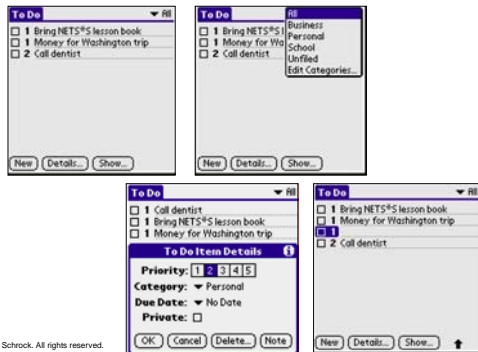 To Do ▼ All
☐ 1 Bring NETS*S lesson book
☐ 1 Money for Washington trip
☐ 2 Call dentist
New Details... Show...
To Do All
☐ 1 Bring NETS*S l
Business
☐ 1 Money for Wa
Personal
☐ 2 Call dentist
School
Unfiled
Edit Categories...
New Details... Show...
To Do ▼ All
☐ 1 Call dentist
☐ 1 Bring NETS*S lesson book
☐ 1 Money for Washington trip
To Do Item Details i
Priority: 1 2 3 4 5
Category: ▼ Personal
Due Date: ▼ No Date
Private: ☐
OK Cancel Delete... Note
To Do ▼ All
☐ 1 Bring NETS*S lesson book
☐ 1 Money for Washington trip
☐ 1
☐ 2 Call dentist
New Details... Show...
Schrock. All rights reserved.